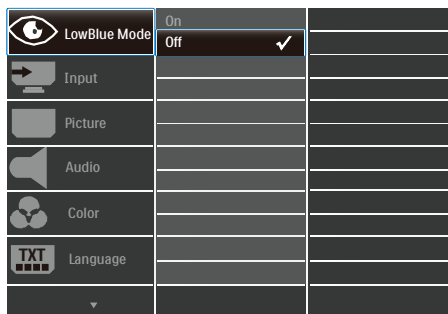 LowBlue Mode
On
Off
Input
Picture
Audio
Color
TXT
Language